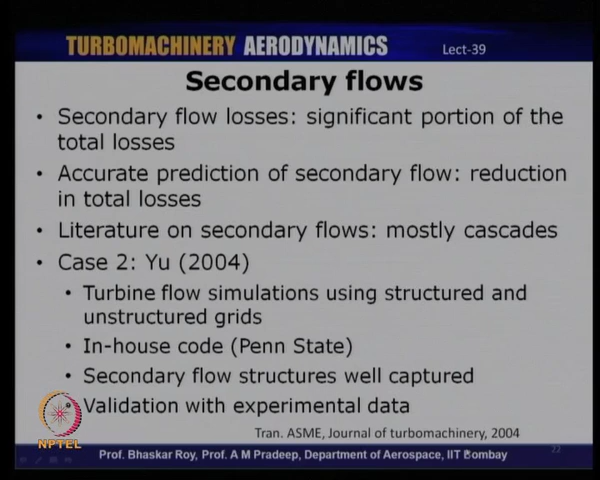 TURBOMACHINERY AERODYNAMICS Lect-39
Secondary flows
• Secondary flow losses: significant portion of the
total losses
• Accurate prediction of secondary flow: reduction
in total losses
• Literature on secondary flows: mostly cascades
• Case 2: Yu (2004)
• Turbine flow simulations using structured and
unstructured grids
• In-house code (Penn State)
• Secondary flow structures well captured
Validation with experimental data
NPTEL
Tran. ASME, Journal of turbomachinery, 2004
Prof. Bhaskar Roy, Prof. A M Pradeep, Department of Aerospace, IIT Bombay
22